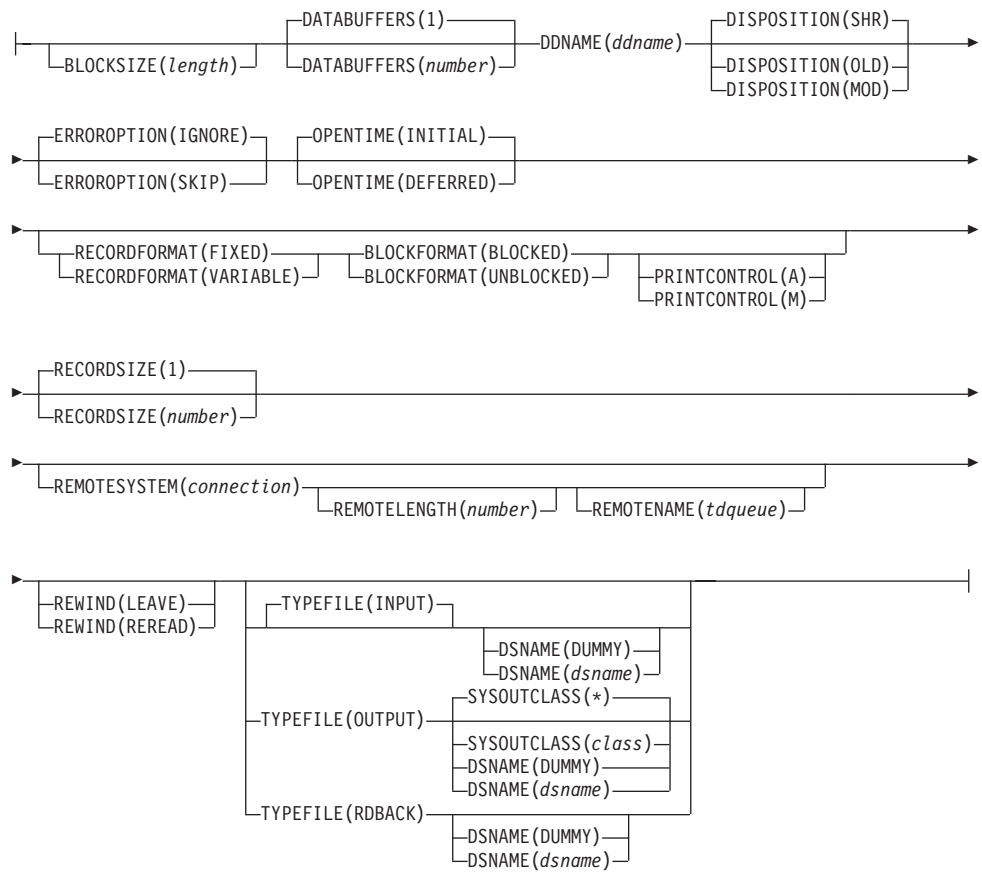 DATABUFFERS(1) DISPOSITION(SHR)
DDNAME(ddname)
BLOCKSIZE(length) DATABUFFERS(number) DISPOSITION(OLD)
DISPOSITION(MOD)
ERROROPTION(IGNORE) OPENTIME(INITIAL)
ERROROPTION(SKIP) OPENTIME(DEFERRED)
RECORDFORMAT(FIXED) BLOCKFORMAT(BLOCKED)
RECORDFORMAT(VARIABLE) BLOCKFORMAT(UNBLOCKED) PRINTCONTROL(A)
PRINTCONTROL(M)
RECORDSIZE(1)
RECORDSIZE(number)
REMOTESYSTEM(connection)
REMOTELENGTH(number) REMOTENAME(tdqueue)
REWIND(LEAVE) TYPEFILE(INPUT)
REWIND(REREAD)
DSNAME(DUMMY)
DSNAME(dsname)
SYSOUTCLASS(*)
TYPEFILE(OUTPUT)
SYSOUTCLASS(class)
DSNAME(DUMMY)
DSNAME(dsname)
TYPEFILE(RDBACK)
DSNAME(DUMMY)
DSNAME(dsname)